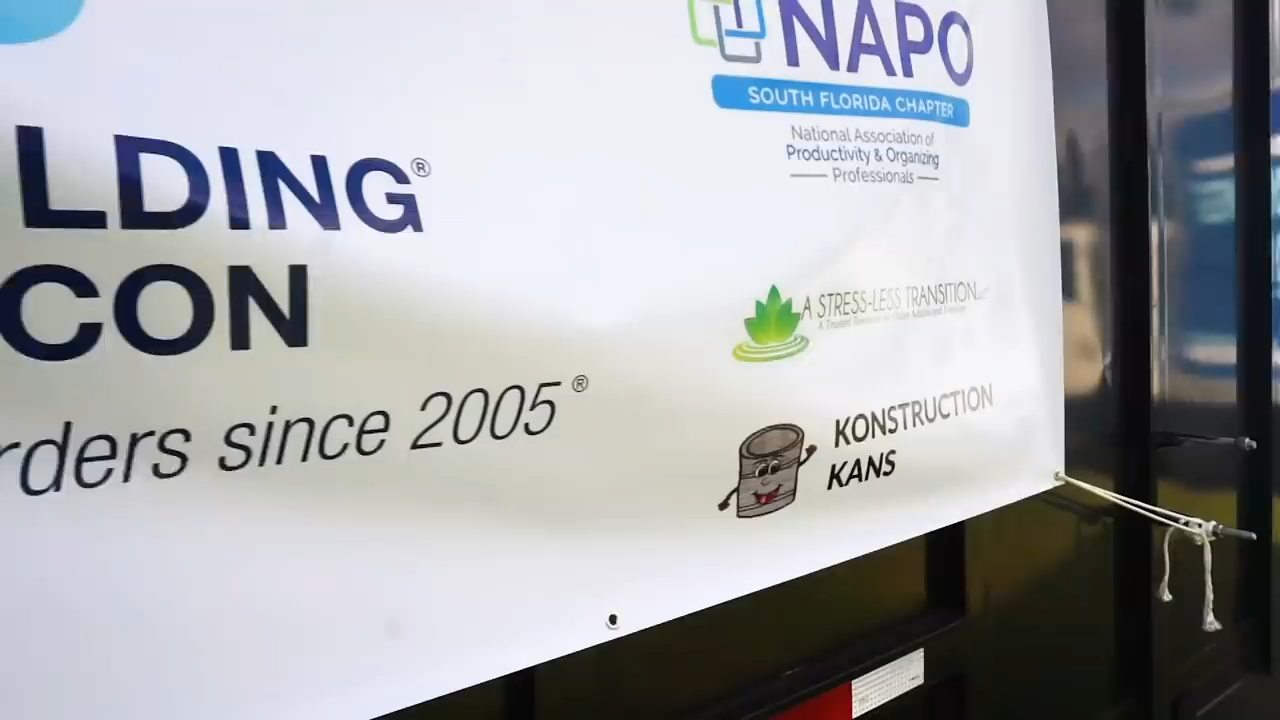 LDING®
CON
rders since 2005®
NAPO
SOUTH FLORIDA CHAPTER
National Association of
Productivity & Organizing
Professionals
A STRESS-LESS TRANSITION
KONSTRUCTION
KANS